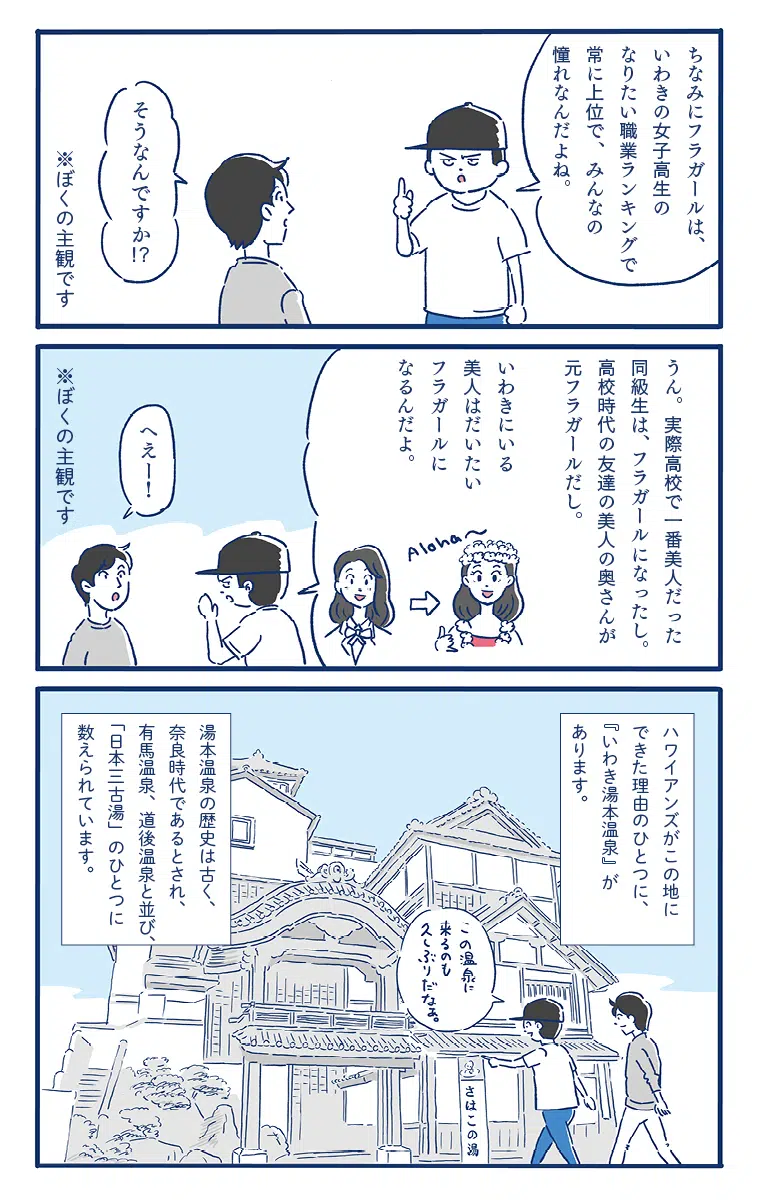 ちなみにフラガールは、
いわきの女子高生の
なりたい職業ランキングで
常に上位で、みんなの
憧れなんだよね。
そうなんですか!?
※ぼくの主観です
うん。実際高校で一番美人だった
同級生は、フラガールになったし。
高校時代の友達の美人の奥さんが
元フラガールだし。
いわきにいる
美人はだいたい
フラガールに
なるんだよ。
Aloha〜
へえー!
※ぼくの主観です
ハワイアンズがこの地に
できた理由のひとつに、
『いわき湯本温泉』が
あります。
湯本温泉の歴史は古く、
奈良時代であるとされ、
有馬温泉、道後温泉と並び、
「日本三古湯」のひとつに
数えられています。
この温泉に
来るのも
久しぶりだなぁ。
さはこの湯